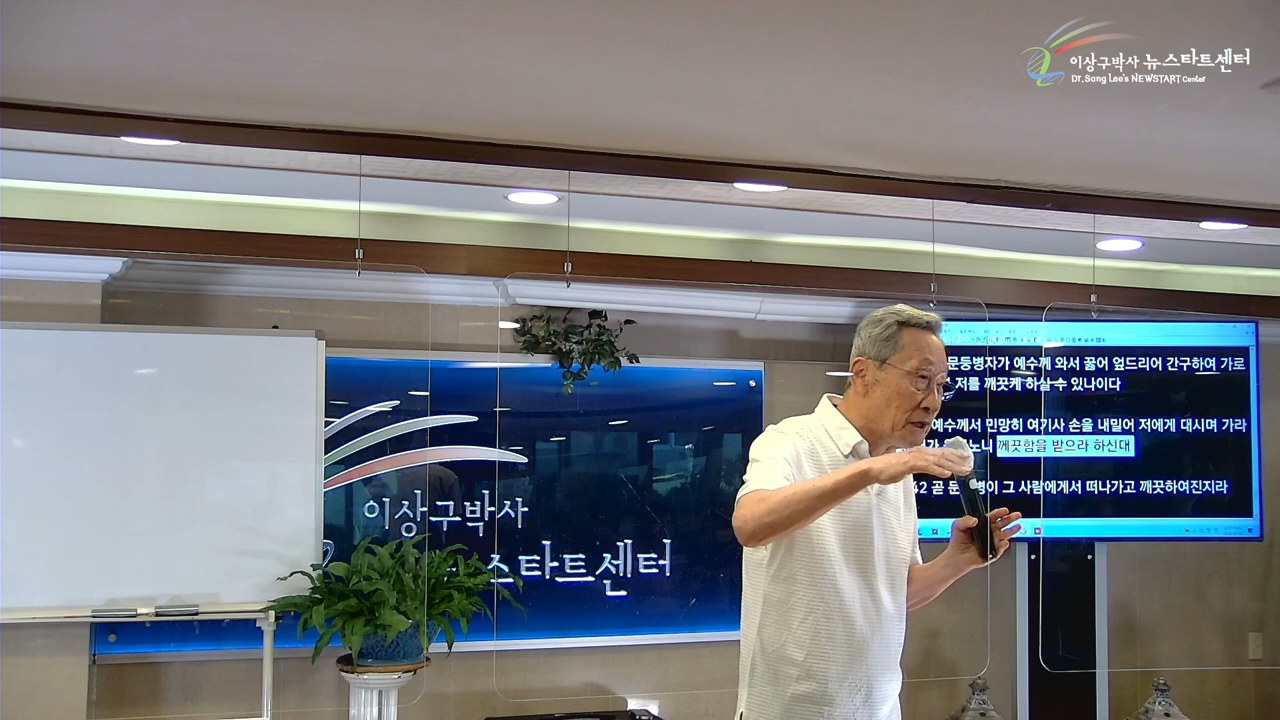 이상구박사 뉴스타트센터
Dr. Sang Lee's NEWSTART Center
문둥병자가 예수께 와서 꿇어 엎드리어 간구하여 가로
저를 깨끗케 하실 수 있나이다
예수께서 민망히 여기사 손을 내밀어 저에게 대시며 가라
노니 깨끗함을 받으라 하신대
42 곧 문 병이 그 사람에게서 떠나가고 깨끗하여진지라
이상구박사
스타트센터